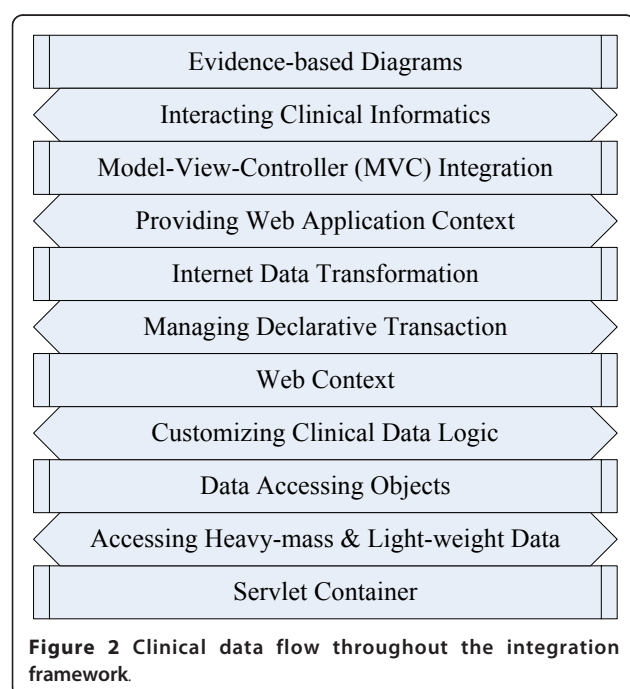 Evidence-based Diagrams
Interacting Clinical Informatics
Model-View-Controller (MVC) Integration
Providing Web Application Context
Internet Data Transformation
Managing Declarative Transaction
Web Context
Customizing Clinical Data Logic
Data Accessing Objects
Accessing Heavy-mass & Light-weight Data
Servlet Container
Figure 2 Clinical data flow throughout the integration
framework.